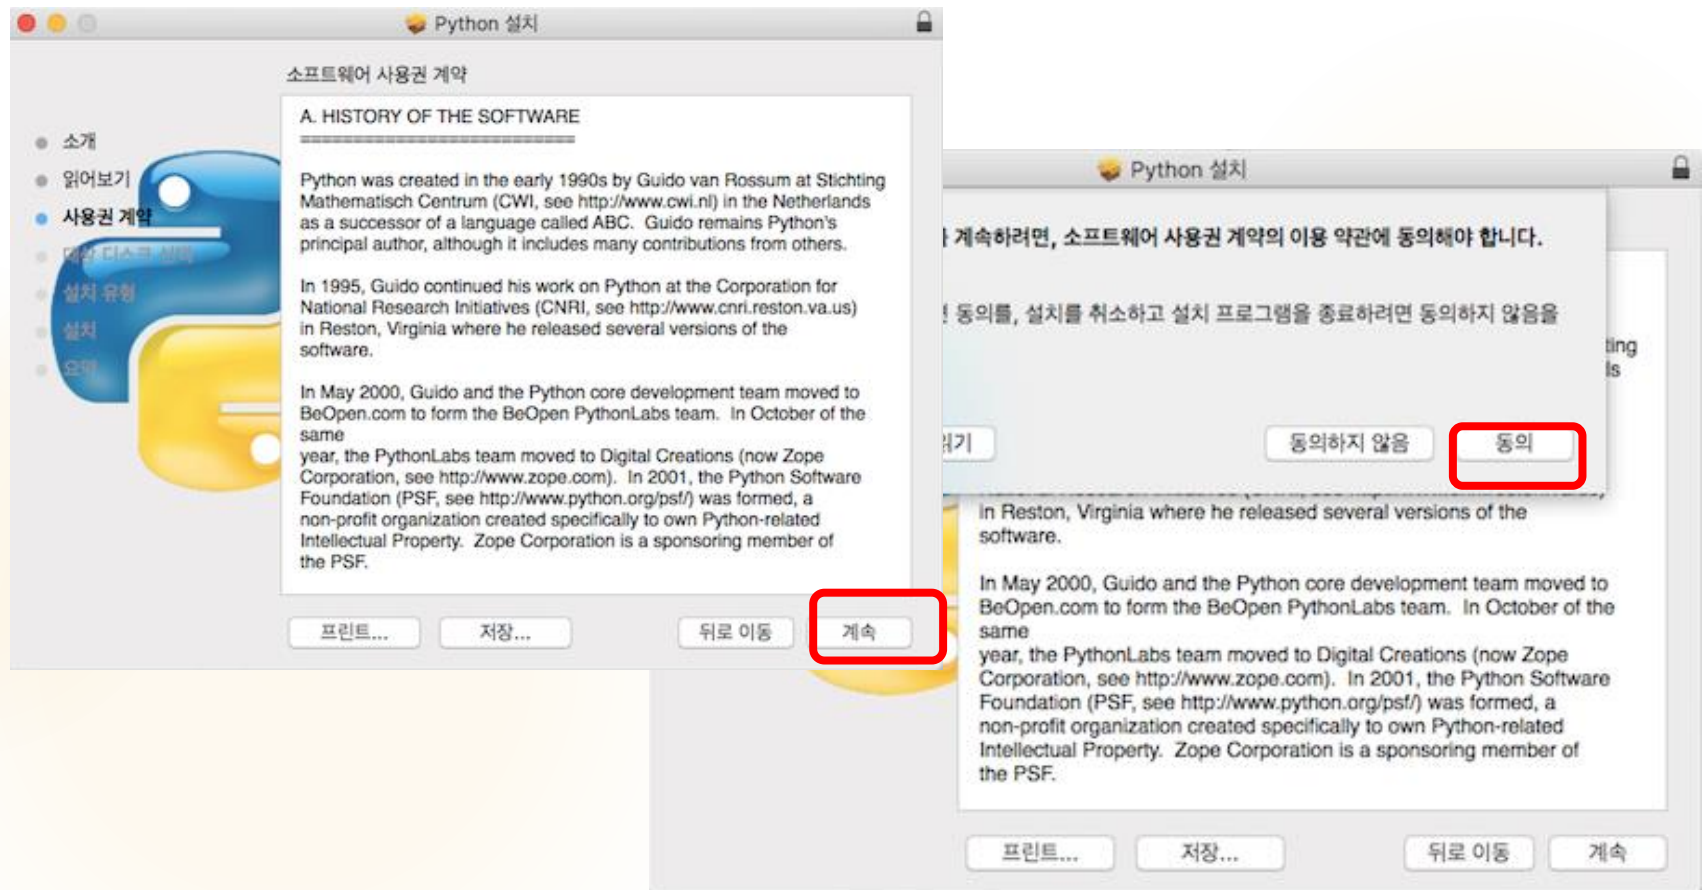 Python 설치
소프트웨어 사용권 계약
소개
읽어보기
사용권 계약
대상 디스크 선택
설치 유형
설치
요약
A. HISTORY OF THE SOFTWARE
==========================
Python was created in the early 1990s by Guido van Rossum at Stichting
Mathematisch Centrum (CWI, see http://www.cwi.nl) in the Netherlands
as a successor of a language called ABC.  Guido remains Python's
principal author, although it includes many contributions from others.
In 1995, Guido continued his work on Python at the Corporation for
National Research Initiatives (CNRI, see http://www.cnri.reston.va.us)
in Reston, Virginia where he released several versions of the
software.
In May 2000, Guido and the Python core development team moved to
BeOpen.com to form the BeOpen PythonLabs team.  In October of the
same
year, the PythonLabs team moved to Digital Creations (now Zope
Corporation, see http://www.zope.com).  In 2001, the Python Software
Foundation (PSF, see http://www.python.org/psf/) was formed, a
non-profit organization created specifically to own Python-related
Intellectual Property.  Zope Corporation is a sponsoring member of
the PSF.
프린트... 저장... 뒤로 이동 계속
Python 설치
계속하려면, 소프트웨어 사용권 계약의 이용 약관에 동의해야 합니다.
동의를, 설치를 취소하고 설치 프로그램을 종료하려면 동의하지 않음을
ting
ls
읽기 동의하지 않음 동의
in Reston, Virginia where he released several versions of the
software.
In May 2000, Guido and the Python core development team moved to
BeOpen.com to form the BeOpen PythonLabs team.  In October of the
same
year, the PythonLabs team moved to Digital Creations (now Zope
Corporation, see http://www.zope.com).  In 2001, the Python Software
Foundation (PSF, see http://www.python.org/psf/) was formed, a
non-profit organization created specifically to own Python-related
Intellectual Property.  Zope Corporation is a sponsoring member of
the PSF.
프린트... 저장... 뒤로 이동 계속